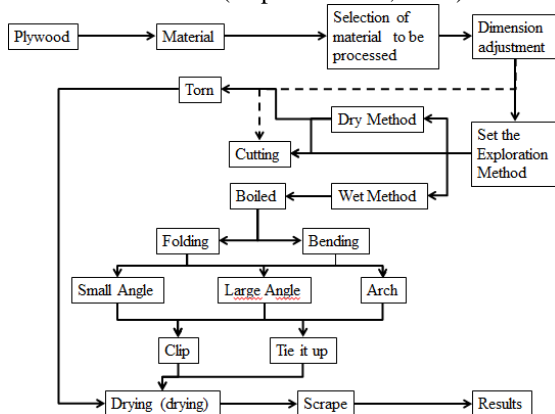 Plywood
Material
Selection of
material to be
processed
Dimension
adjustment
Torn
Dry Method
Cutting
Set the
Exploration
Method
Boiled
Wet Method
Folding
Bending
Small Angle
Large Angle
Arch
Clip
Tie it up
Drying (drying)
Scrape
Results